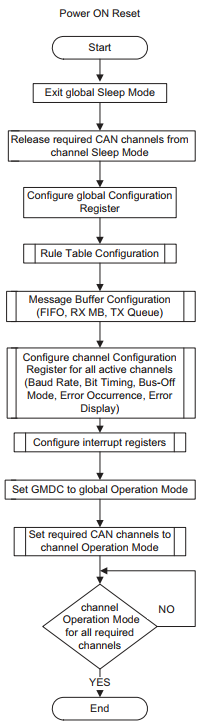 Power ON Reset
Start
Exit global Sleep Mode
Release required CAN channels from
channel Sleep Mode
Configure global Configuration
Register
Rule Table Configuration
Message Buffer Configuration
(FIFO, RX MB, TX Queue)
Configure channel Configuration
Register for all active channels
(Baud Rate, Bit Timing, Bus-Off
Mode, Error Occurrence, Error
Display)
Configure interrupt registers
Set GMDC to global Operation Mode
Set required CAN channels to
channel Operation Mode
channel
Operation Mode
for all required
channels
NO
YES
End